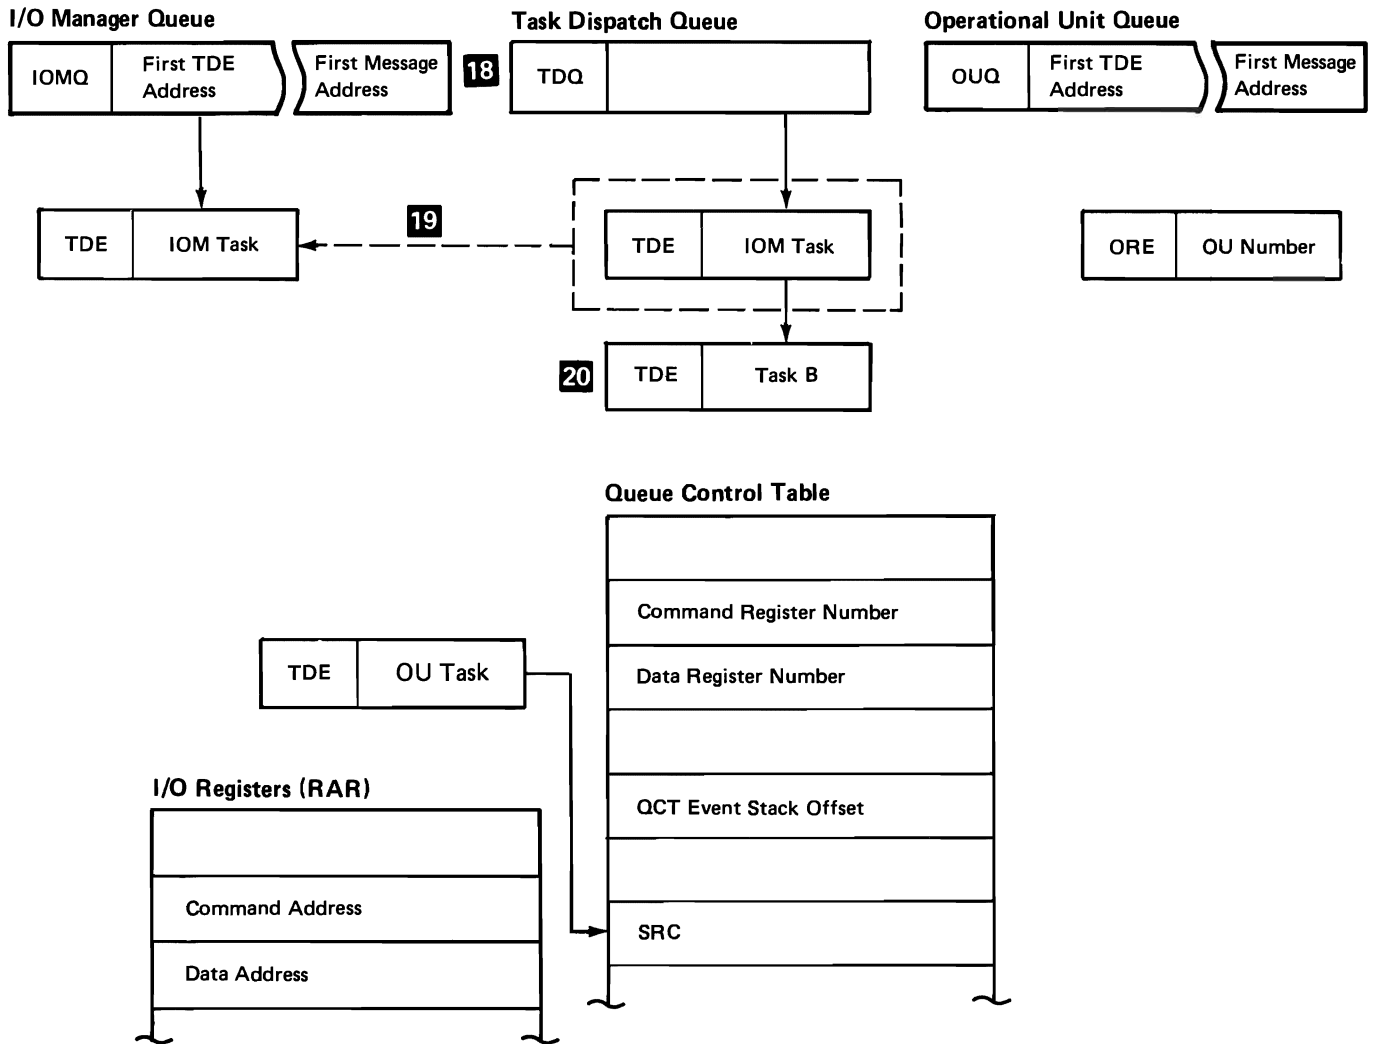 I/O Manager Queue
IOMQ
First TDE
Address
First Message
Address
18
Task Dispatch Queue
TDQ
Operational Unit Queue
OUQ
First TDE
Address
First Message
Address
TDE
IOM Task
19
TDE
IOM Task
ORE
OU Number
20
TDE
Task B
Queue Control Table
Command Register Number
Data Register Number
QCT Event Stack Offset
SRC
TDE
OU Task
I/O Registers (RAR)
Command Address
Data Address